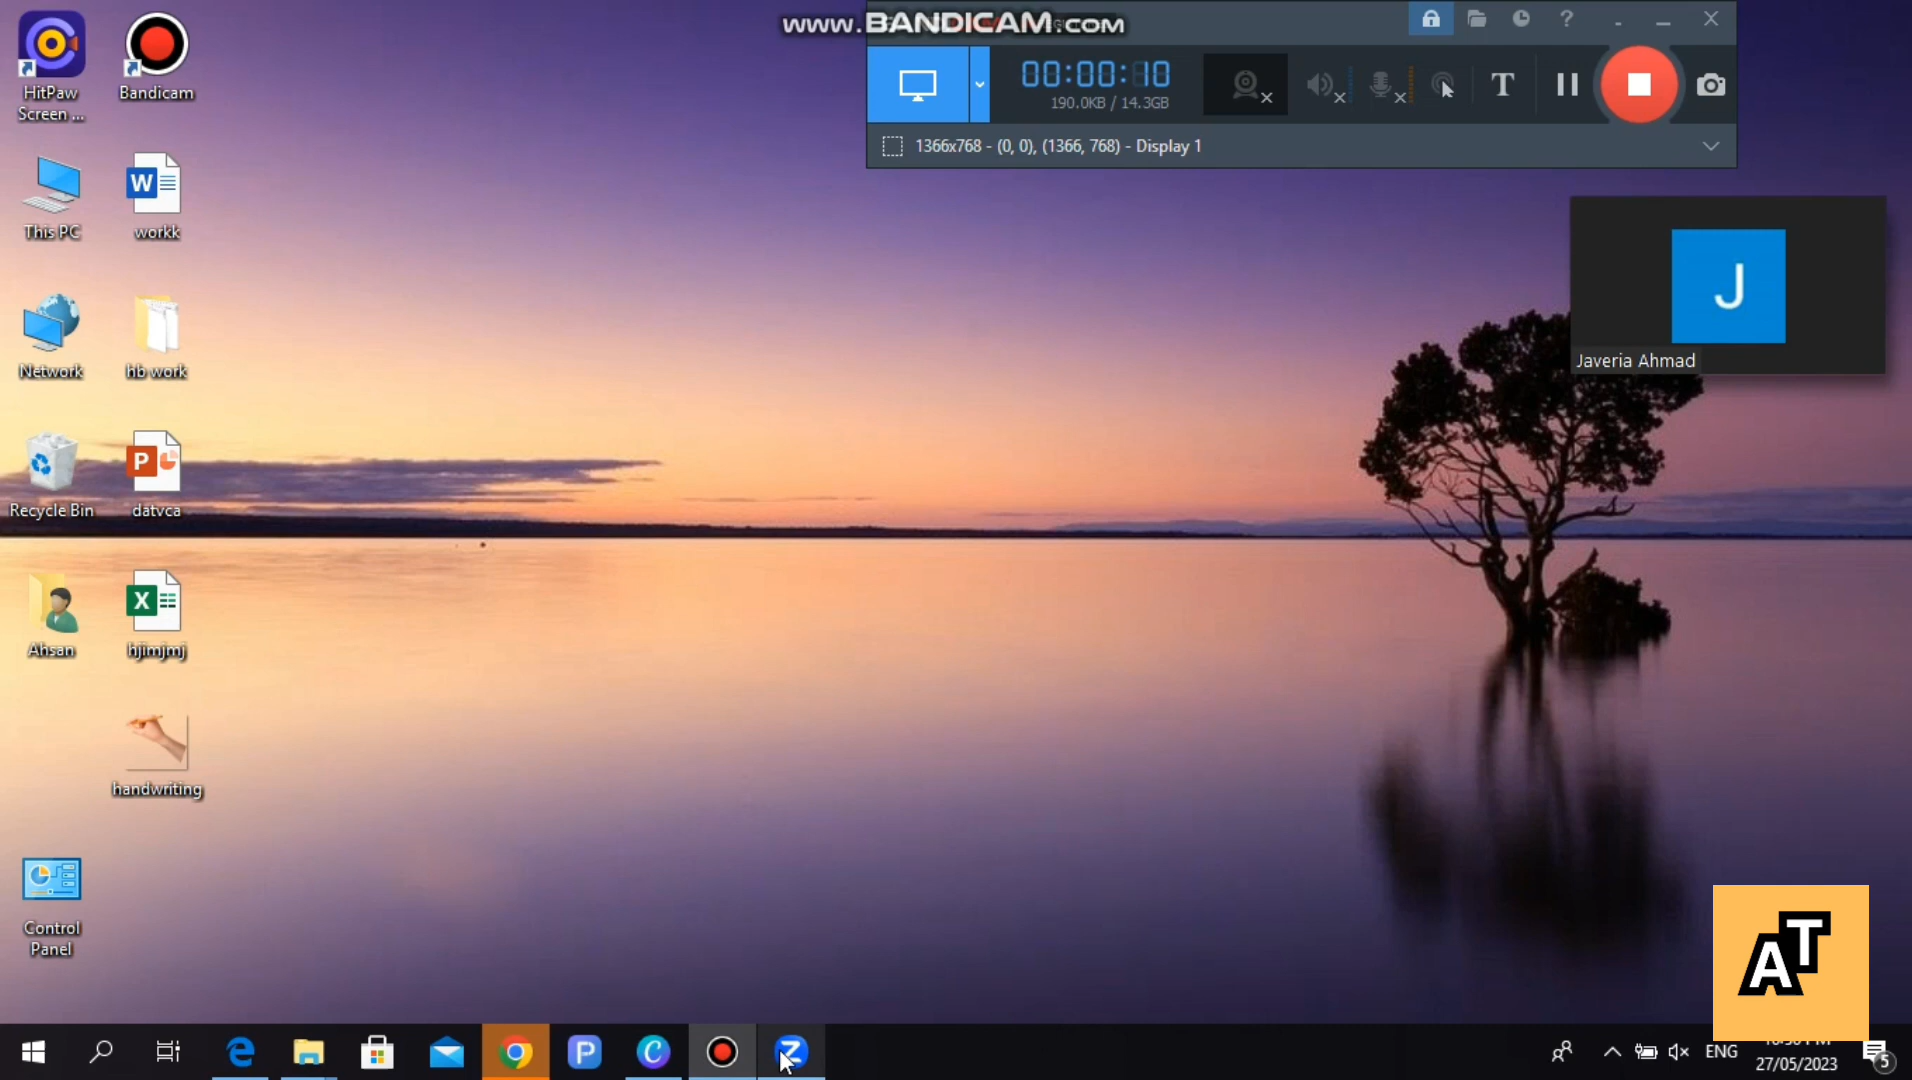 www.BANDICAM.com
00:00:10
190.0KB / 14.3GB
T
1366x768 - (0, 0), (1366, 768) - Display 1
J
Javeria Ahmad
HitPaw
Screen ...
Bandicam
This PC
workk
Network
hb work
Recycle Bin
datvca
Ahsan
hjimjmj
handwriting
Control
Panel
AT
ENG
27/05/2023
5